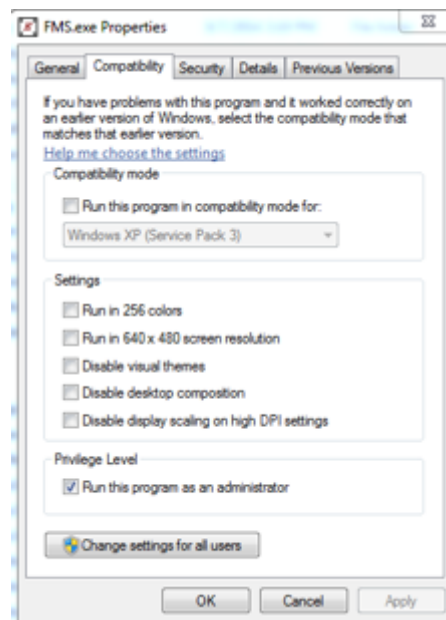 FMS.exe Properties
General
Compatibility
Security
Details
Previous Versions
If you have problems with this program and it worked correctly on
an earlier version of Windows, select the compatibility mode that
matches that earlier version.
Help me choose the settings
Compatibility mode
Run this program in compatibility mode for:
Windows XP (Service Pack 3)
Settings
Run in 256 colors
Run in 640 x 480 screen resolution
Disable visual themes
Disable desktop composition
Disable display scaling on high DPI settings
Privilege Level
Run this program as an administrator
Change settings for all users
OK
Cancel
Apply